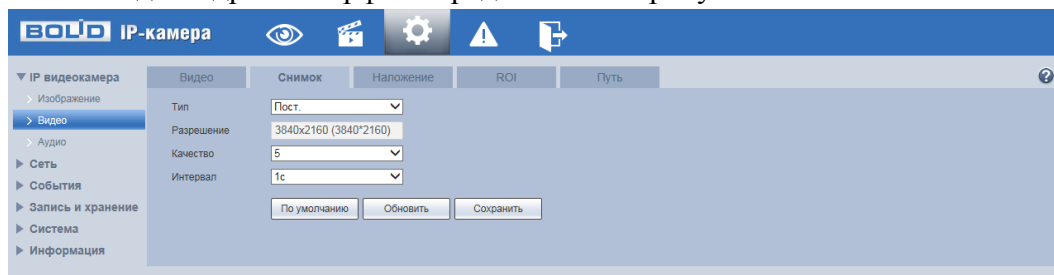 BOLID IP-камера
IP видеокамера
Изображение
Видео
Аудио
Сеть
События
Запись и хранение
Система
Информация
Видео Снимок Наложение ROI Путь
Тип Пост.
Разрешение 3840x2160 (3840*2160)
Качество 5
Интервал 1с
По умолчанию Обновить Сохранить